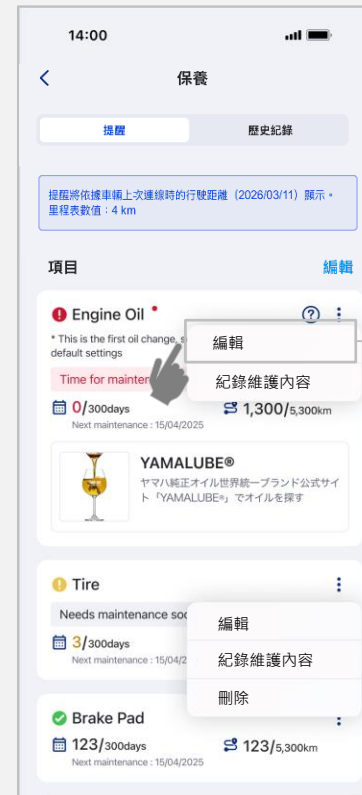 14:00
保養
提醒
歷史紀錄
提醒將依據車輛上次連線時的行駛距離（2026/03/11）顯示。
里程表數值：4 km
項目
編輯
Engine Oil
* This is the first oil change, s
default settings
編輯
Time for mainten
紀錄維護內容
0/300days
1,300/5,300km
Next maintenance : 15/04/2025
YAMALUBE®
ヤマハ純正オイル世界統一ブランド公式サイ
ト「YAMALUBE®」でオイルを探す
Tire
Needs maintenance soo
編輯
3/300days
紀錄維護內容
Next maintenance : 15/04/2
刪除
Brake Pad
123/300days
123/5,300km
Next maintenance : 15/04/2025